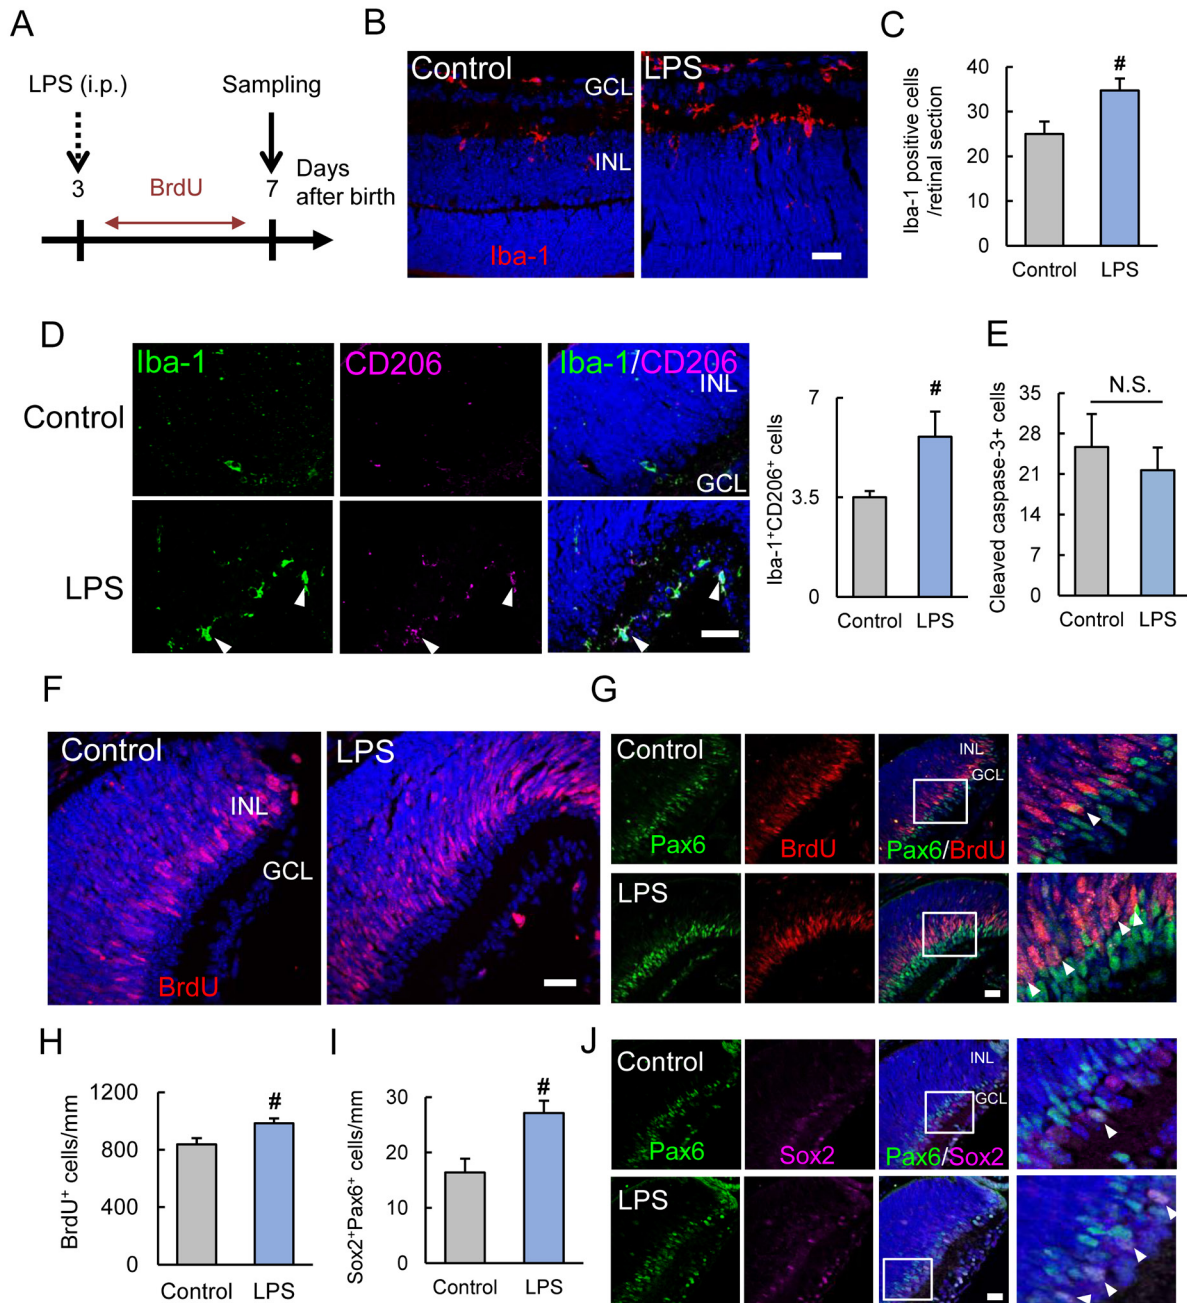 A
LPS (i.p.)
Sampling
3
BrdU
7
Days
after birth
B
Control
GCL
INL
Iba-1
LPS
C
Iba-1 positive cells
/retinal section
40
30
20
10
0
#
Control
LPS
D
Iba-1
CD206
Iba-1/CD206
INL
Control
GCL
LPS
Iba-1⁺CD206⁺ cells
7
3.5
0
#
Control
LPS
E
Cleaved caspase-3+ cells
35
28
21
14
7
0
N.S.
Control
LPS
F
Control
INL
GCL
BrdU
LPS
G
Control
Pax6
BrdU
INL
GCL
Pax6/BrdU
LPS
H
BrdU⁺ cells/mm
1200
800
400
0
#
Control
LPS
I
Sox2⁺Pax6⁺ cells/mm
30
20
10
0
#
Control
LPS
J
Control
Pax6
Sox2
INL
GCL
Pax6/Sox2
LPS